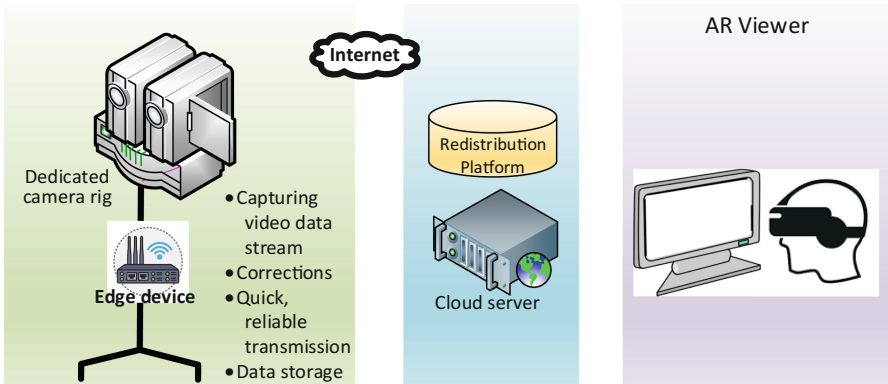 Dedicated
camera rig
Edge device
• Capturing
video data
stream
• Corrections
• Quick,
reliable
transmission
• Data storage
Internet
Redistribution
Platform
Cloud server
AR Viewer